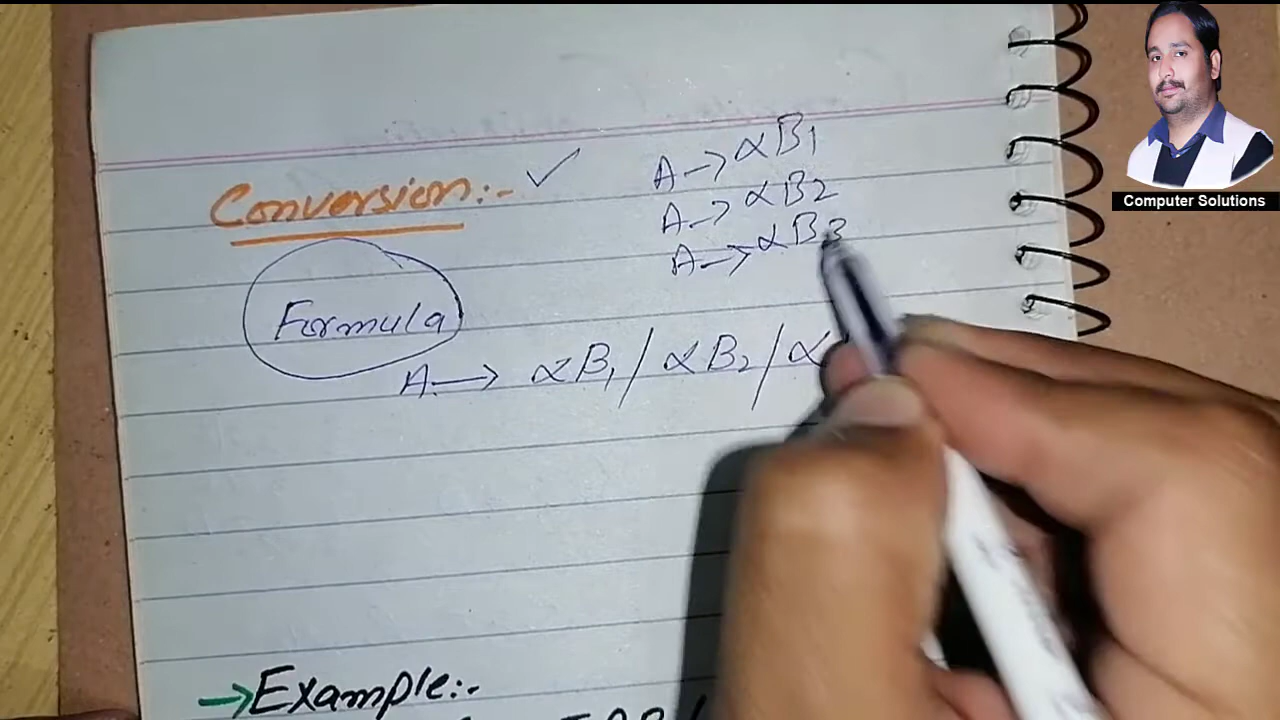 Conversion:- ✓
A → αB1
A → αB2
A → αB3
Formula
A → αB1 / αB2 / α
→ Example:-
Computer Solutions